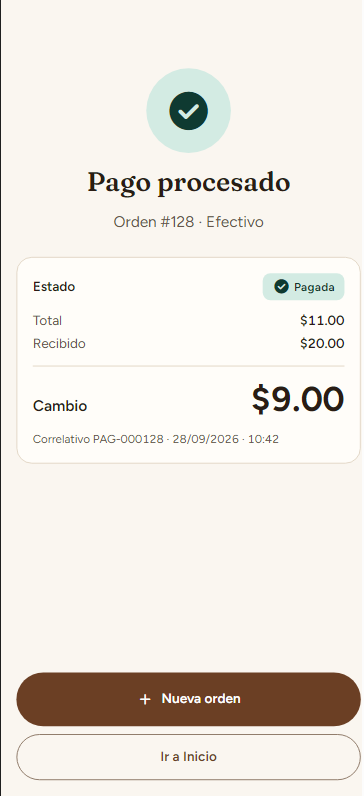 Pago procesado
Orden #128 · Efectivo
Estado Pagada
Total $11.00
Recibido $20.00
Cambio $9.00
Correlativo PAG-000128 · 28/09/2026 · 10:42
+ Nueva orden
Ir a Inicio